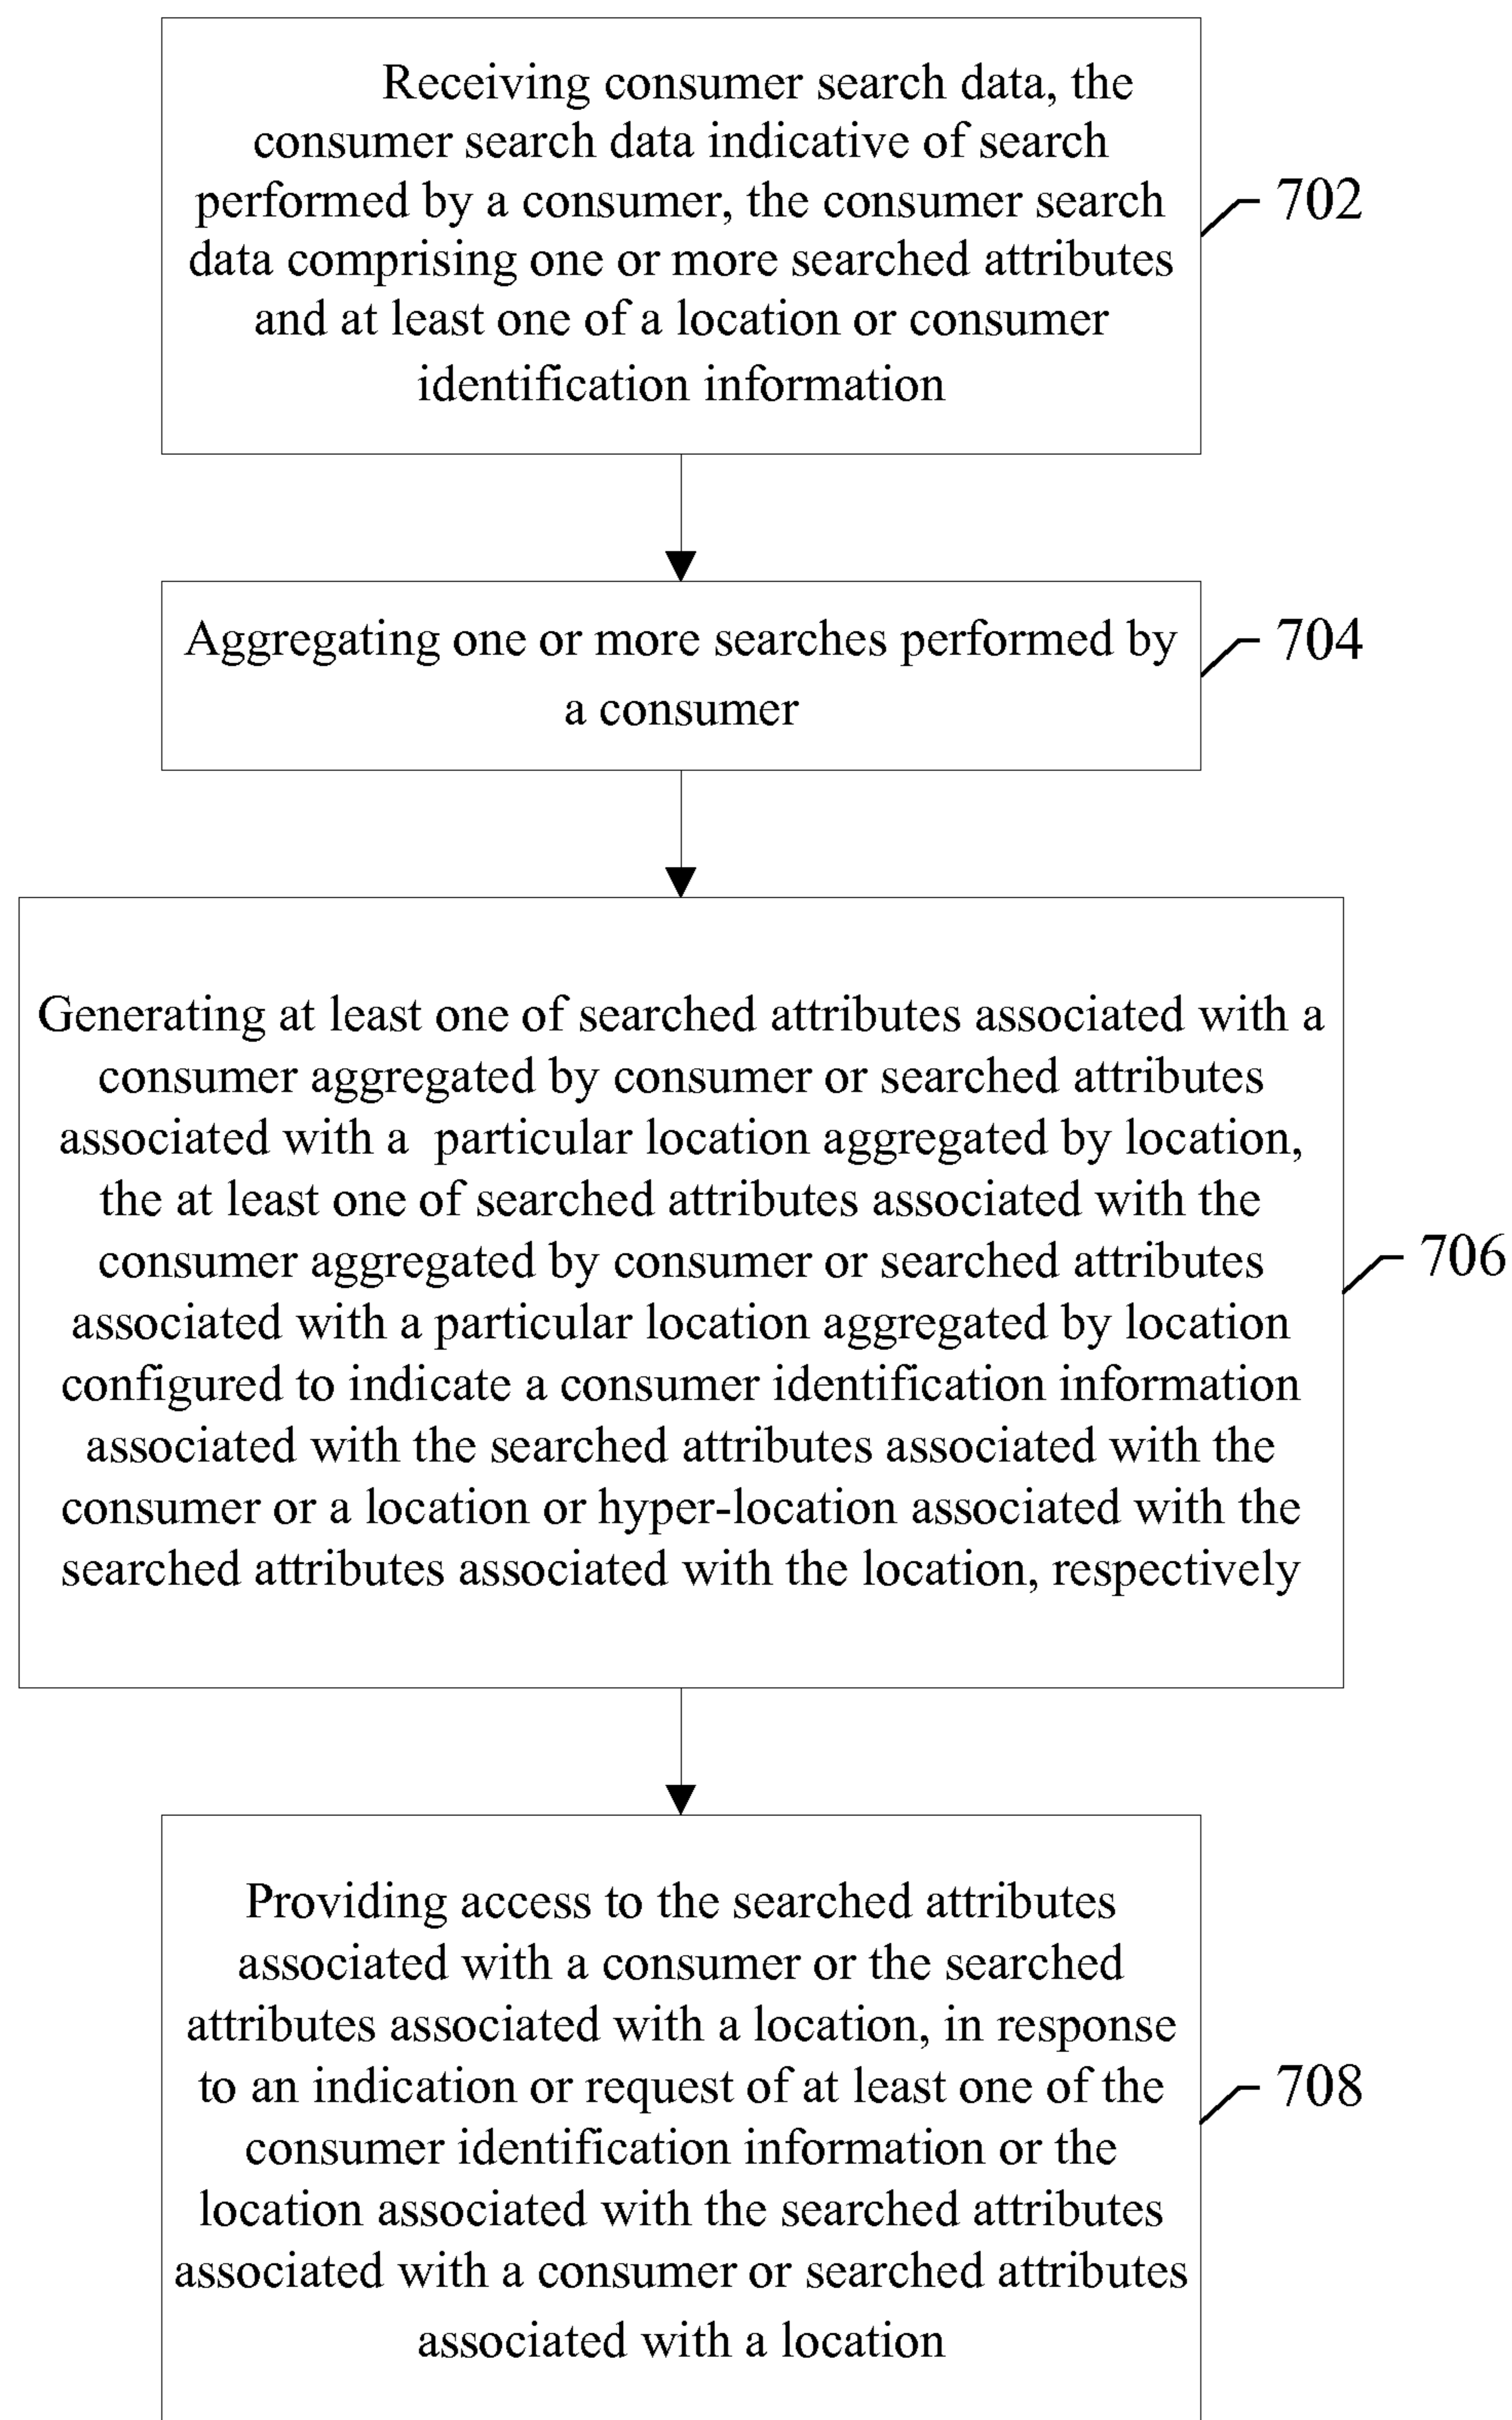 Receiving consumer search data, the
consumer search data indicative of search
performed by a consumer, the consumer search
data comprising one or more searched attributes
and at least one of a location or consumer
identification information
702
Aggregating one or more searches performed by
a consumer
704
Generating at least one of searched attributes associated with a
consumer aggregated by consumer or searched attributes
associated with a particular location aggregated by location,
the at least one of searched attributes associated with the
consumer aggregated by consumer or searched attributes
associated with a particular location aggregated by location
configured to indicate a consumer identification information
associated with the searched attributes associated with the
consumer or a location or hyper-location associated with the
searched attributes associated with the location, respectively
706
Providing access to the searched attributes
associated with a consumer or the searched
attributes associated with a location, in response
to an indication or request of at least one of the
consumer identification information or the
location associated with the searched attributes
associated with a consumer or searched attributes
associated with a location
708